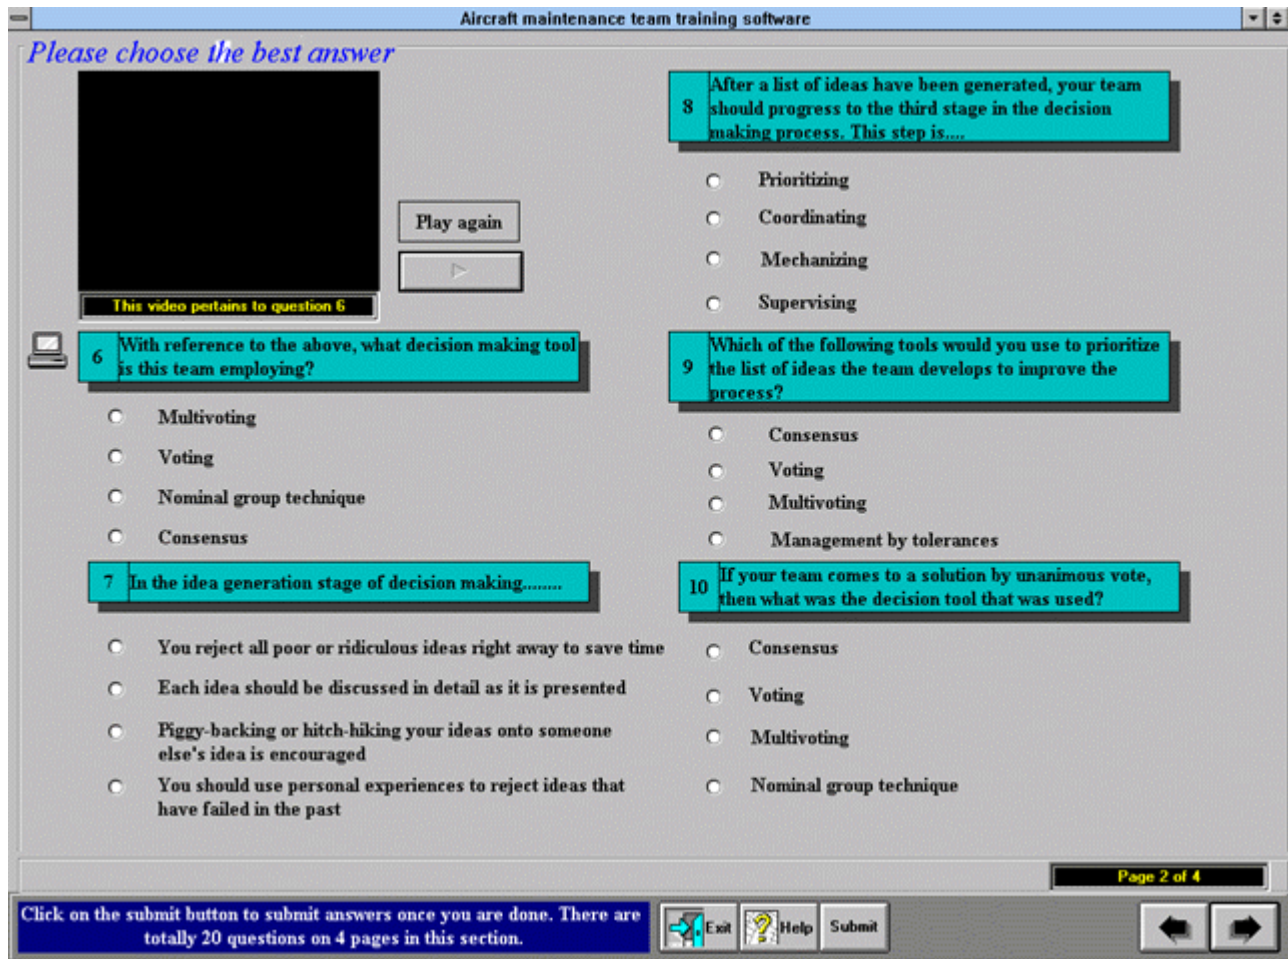 Aircraft maintenance team training software
Please choose the best answer
Play again
This video pertains to question 6
6
With reference to the above, what decision making tool
is this team employing?
Multivoting
Voting
Nominal group technique
Consensus
7
In the idea generation stage of decision making........
You reject all poor or ridiculous ideas right away to save time
Each idea should be discussed in detail as it is presented
Piggy-backing or hitch-hiking your ideas onto someone
else's idea is encouraged
You should use personal experiences to reject ideas that
have failed in the past
8
After a list of ideas have been generated, your team
should progress to the third stage in the decision
making process. This step is....
Prioritizing
Coordinating
Mechanizing
Supervising
9
Which of the following tools would you use to prioritize
the list of ideas the team develops to improve the
process?
Consensus
Voting
Multivoting
Management by tolerances
10
If your team comes to a solution by unanimous vote,
then what was the decision tool that was used?
Consensus
Voting
Multivoting
Nominal group technique
Page 2 of 4
Click on the submit button to submit answers once you are done. There are
totally 20 questions on 4 pages in this section.
Exit
Help
Submit